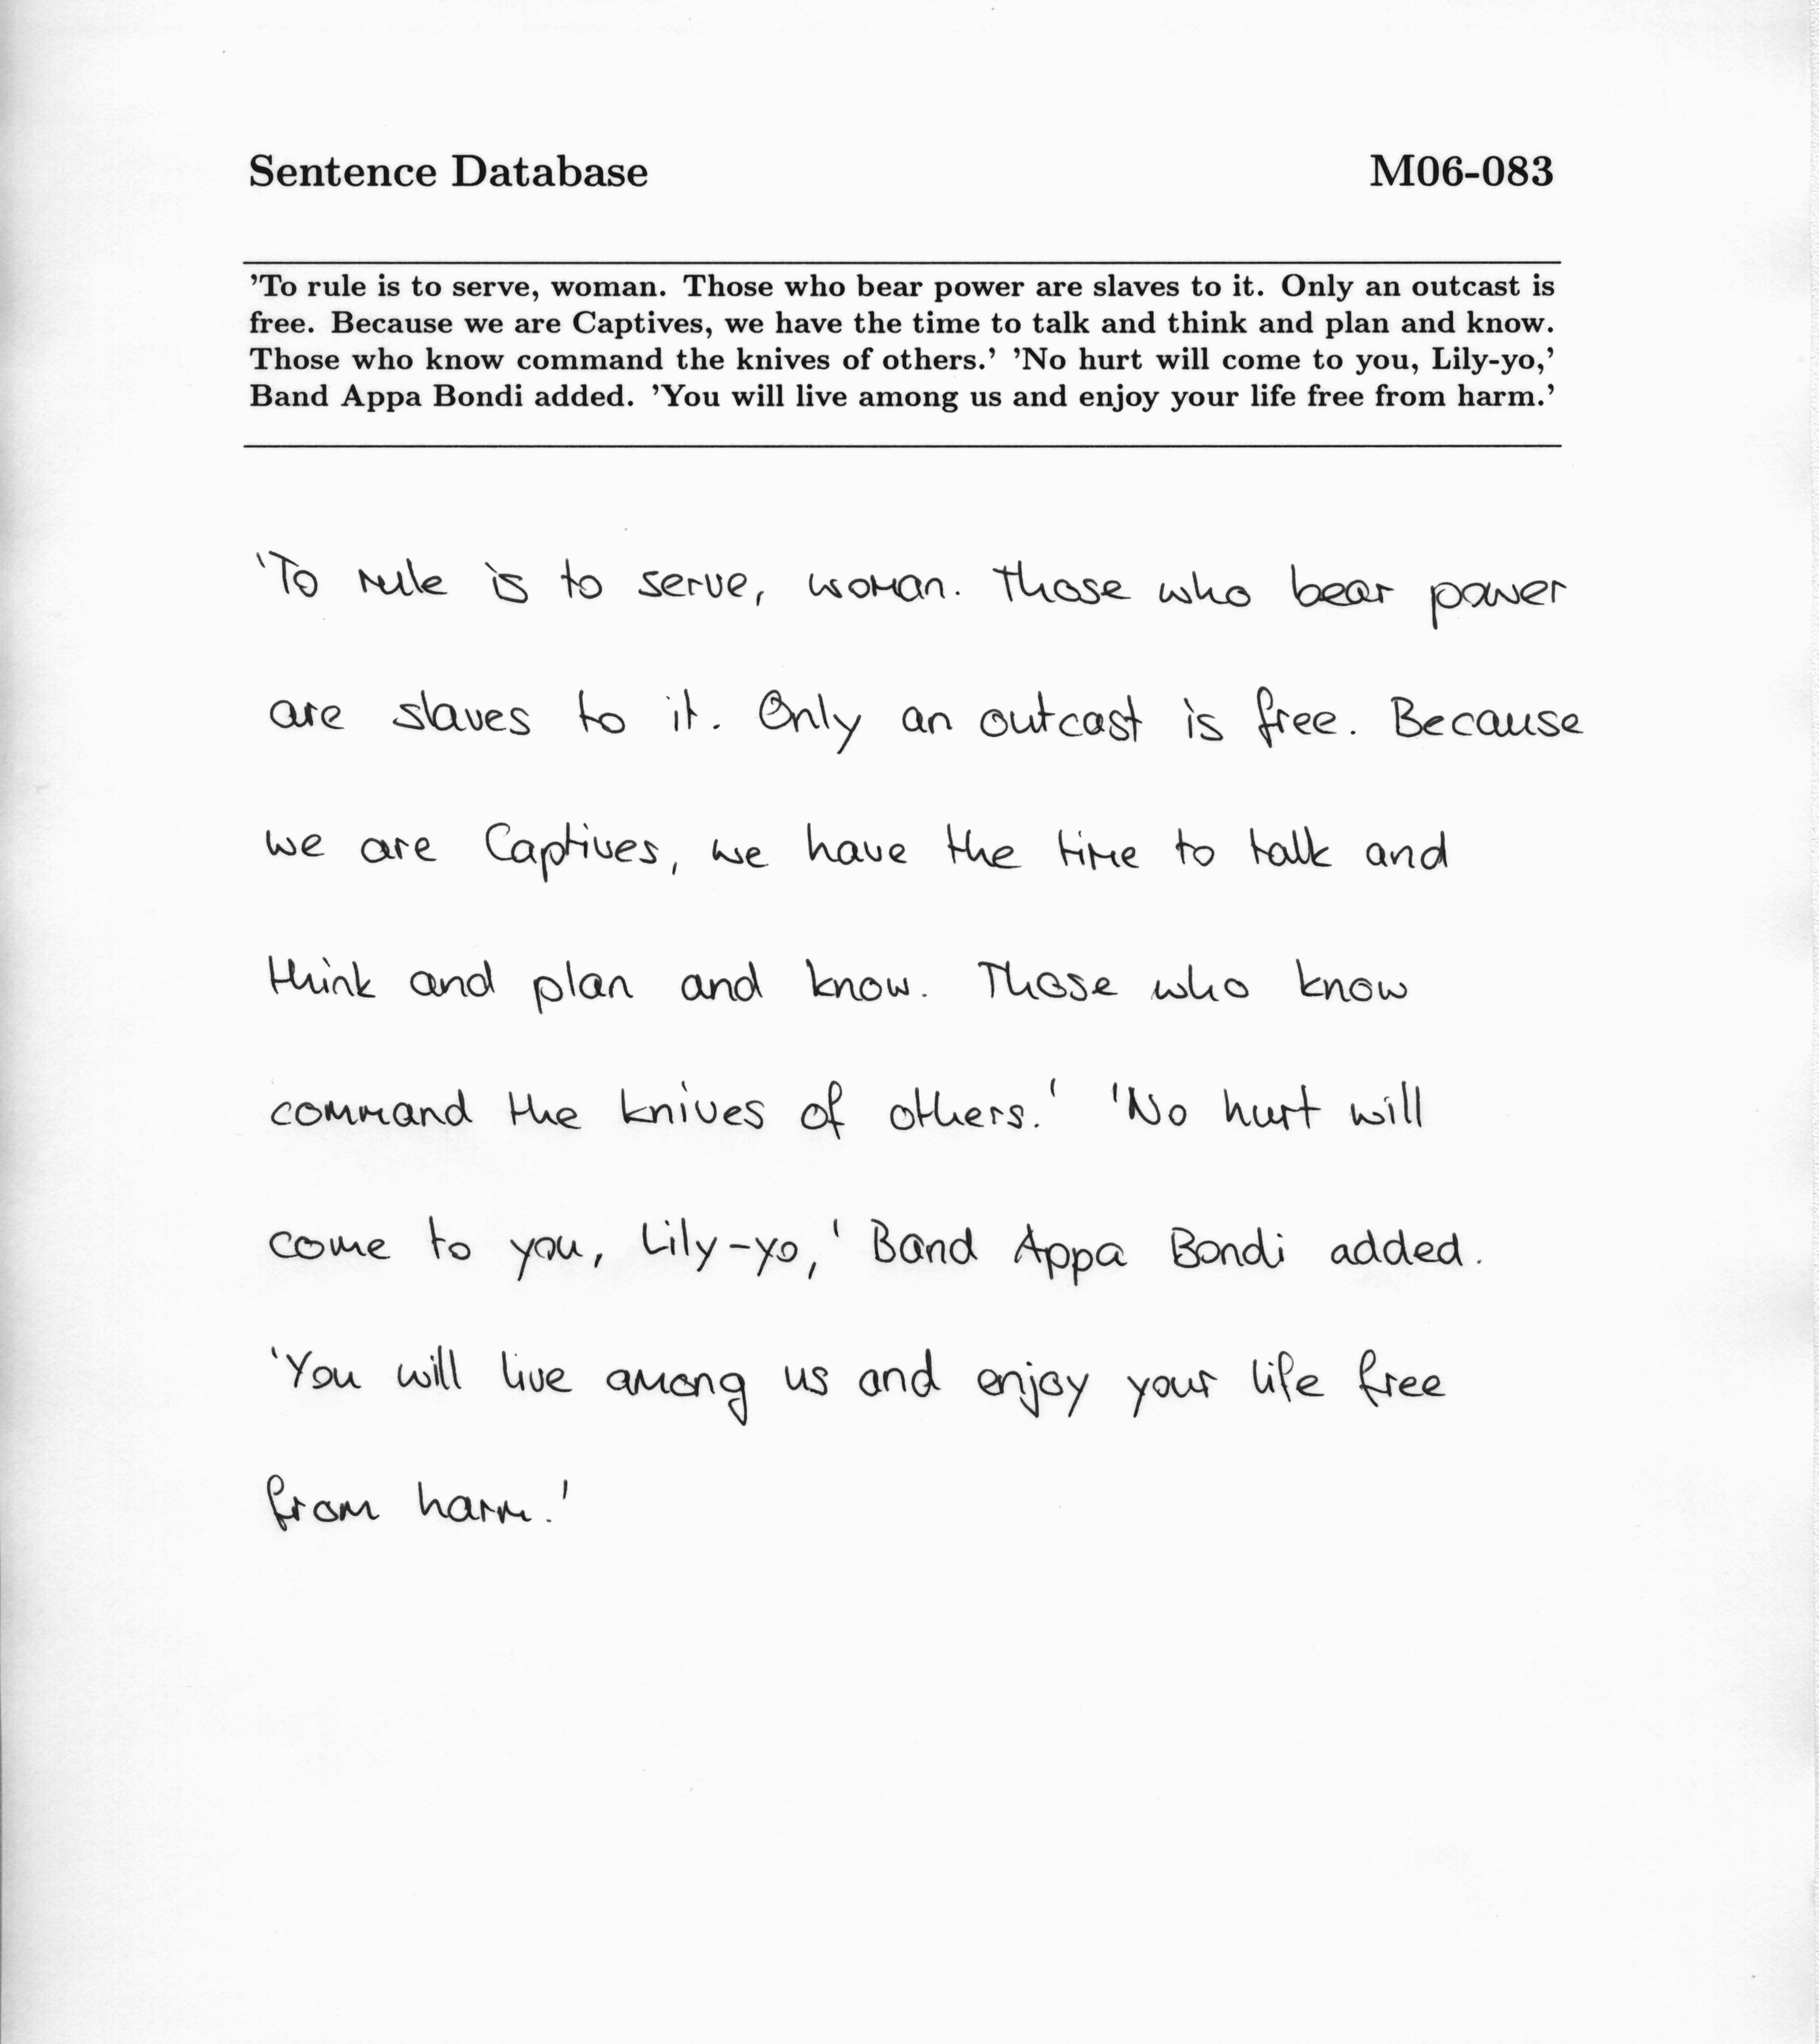 Sentence Database M06-083
'To rule is to serve, woman. Those who bear power are slaves to it. Only an outcast is
free. Because we are Captives, we have the time to talk and think and plan and know.
Those who know command the knives of others.' 'No hurt will come to you, Lily-yo,'
Band Appa Bondi added. 'You will live among us and enjoy your life free from harm.'
'To rule is to serve, woman. Those who bear power
are slaves to it. Only an outcast is free. Because
we are Captives, we have the time to talk and
think and plan and know. Those who know
command the knives of others.' 'No hurt will
come to you, Lily-yo,' Band Appa Bondi added.
'You will live among us and enjoy your life free
from harm.'